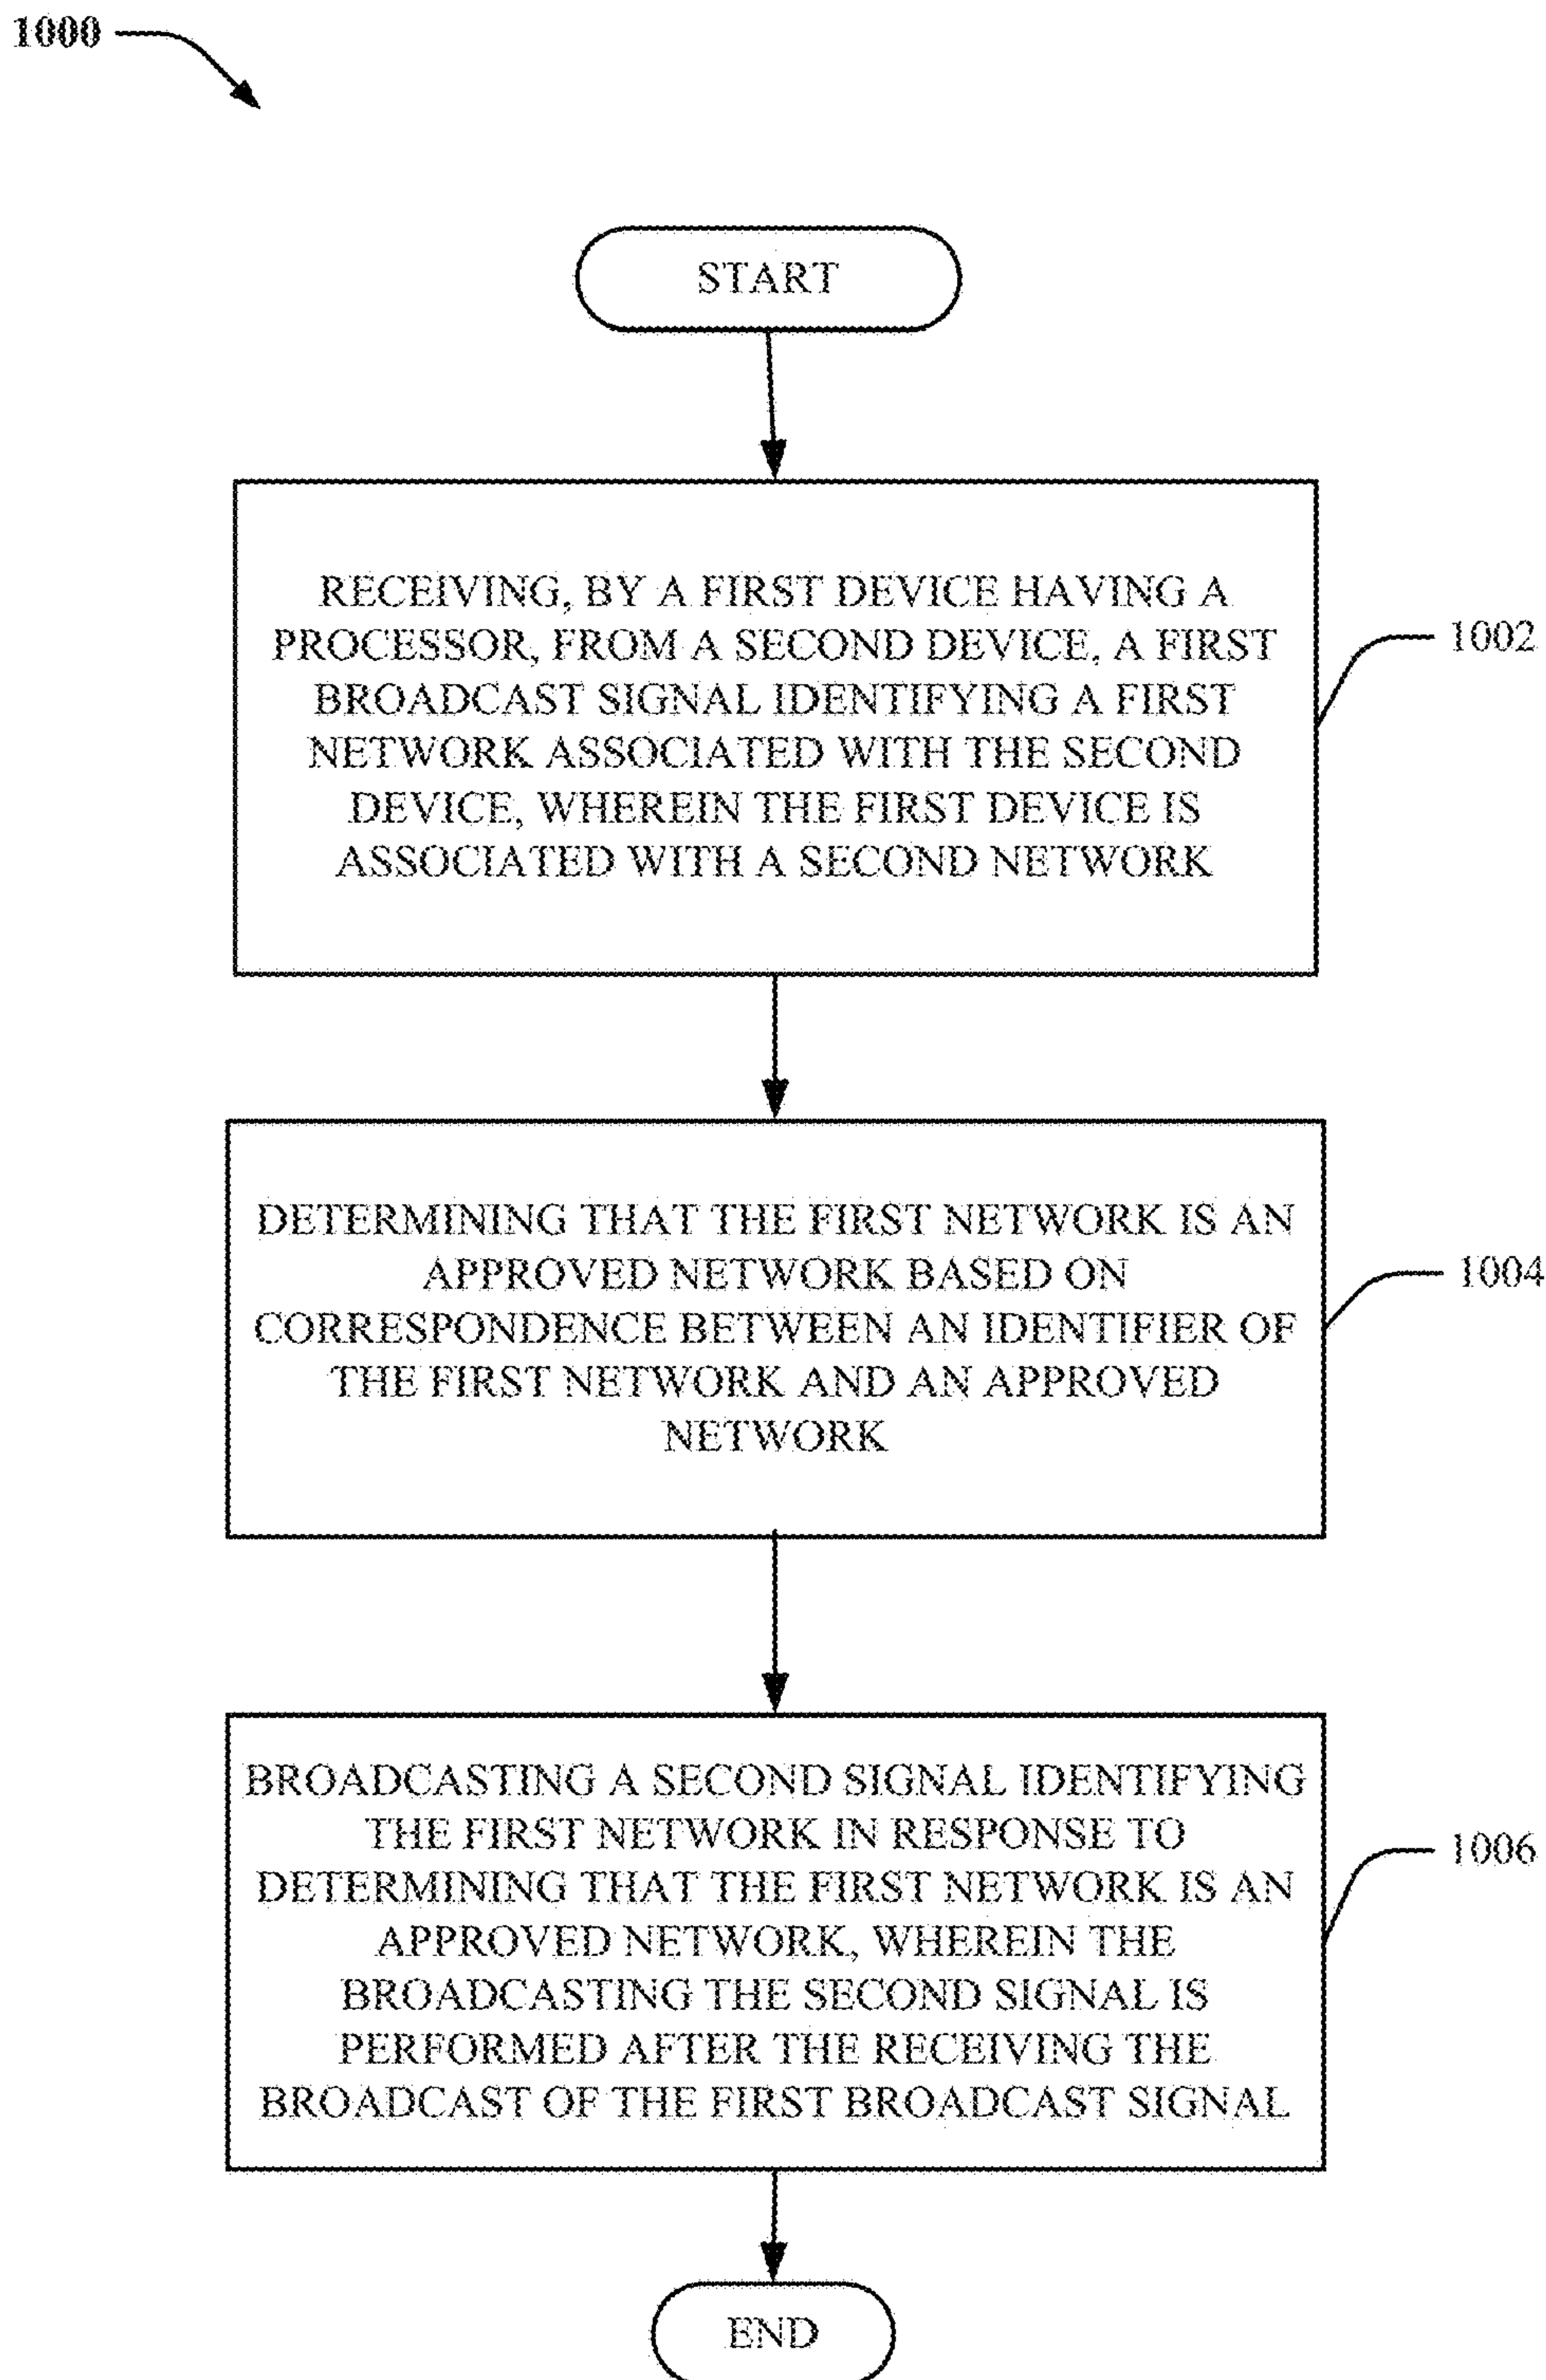 1000
START
RECEIVING, BY A FIRST DEVICE HAVING A
PROCESSOR, FROM A SECOND DEVICE, A FIRST
BROADCAST SIGNAL IDENTIFYING A FIRST
NETWORK ASSOCIATED WITH THE SECOND
DEVICE, WHEREIN THE FIRST DEVICE IS
ASSOCIATED WITH A SECOND NETWORK
1002
DETERMINING THAT THE FIRST NETWORK IS AN
APPROVED NETWORK BASED ON
CORRESPONDENCE BETWEEN AN IDENTIFIER OF
THE FIRST NETWORK AND AN APPROVED
NETWORK
1004
BROADCASTING A SECOND SIGNAL IDENTIFYING
THE FIRST NETWORK IN RESPONSE TO
DETERMINING THAT THE FIRST NETWORK IS AN
APPROVED NETWORK, WHEREIN THE
BROADCASTING THE SECOND SIGNAL IS
PERFORMED AFTER THE RECEIVING THE
BROADCAST OF THE FIRST BROADCAST SIGNAL
1006
END